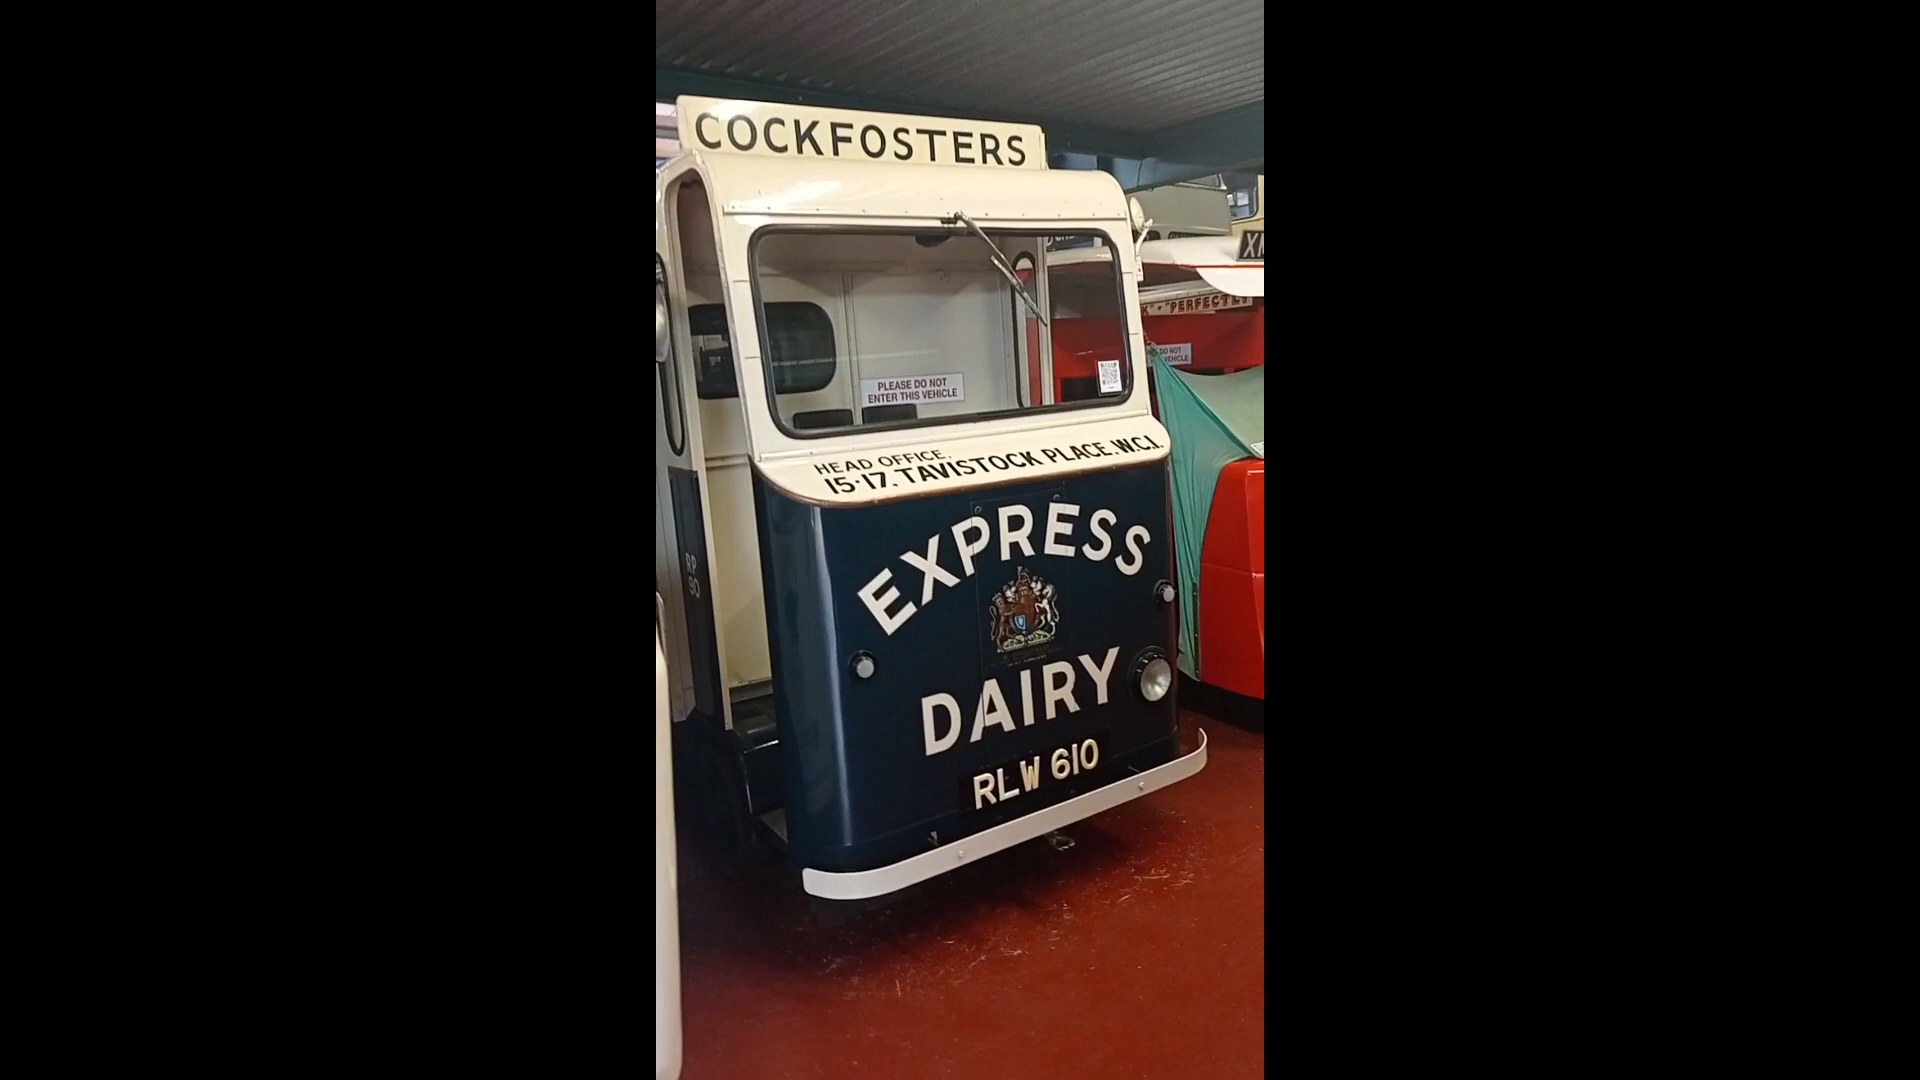 COCKFOSTERS
PLEASE DO NOT
ENTER THIS VEHICLE
HEAD OFFICE.
15-17. TAVISTOCK PLACE. W.C.1.
EXPRESS
DAIRY
RLW 610
RP
90
"PERFECTLY
DO NOT
VEHICLE